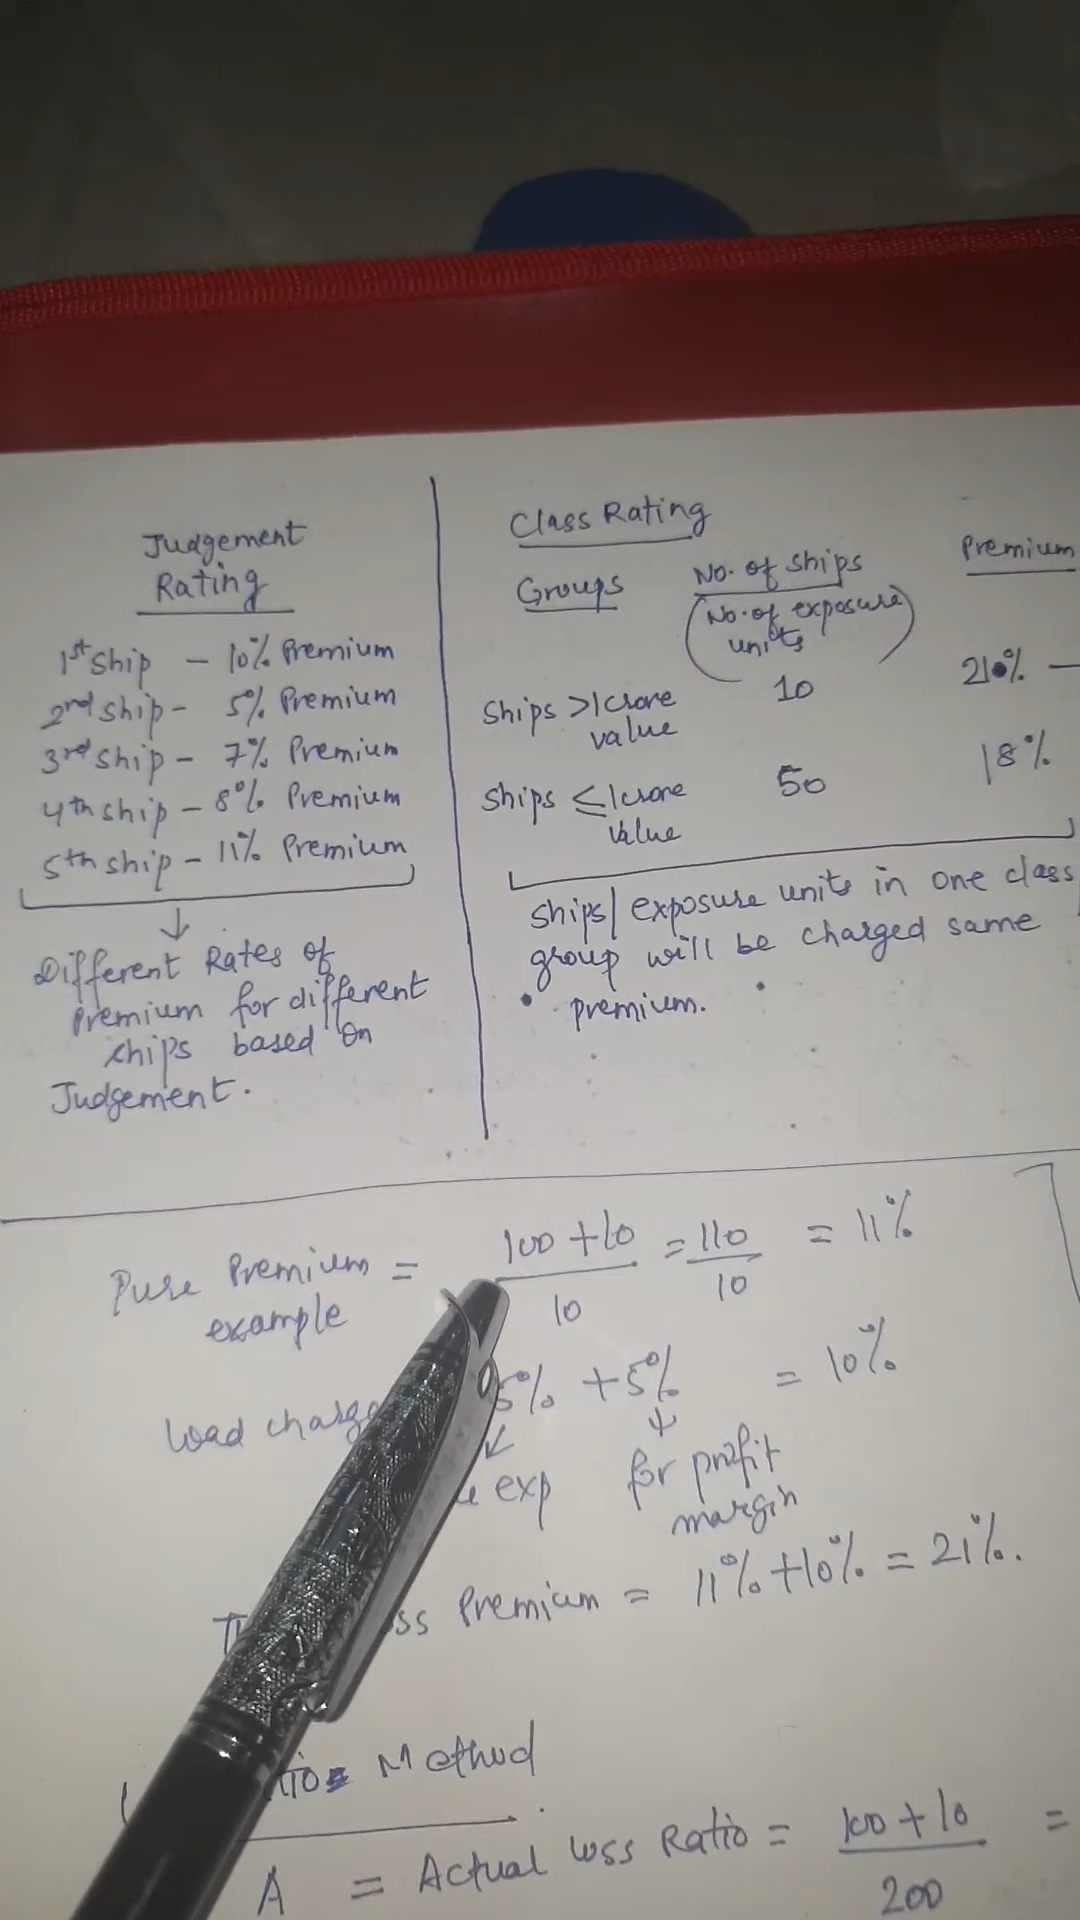 Judgement
Rating
1st Ship - 10% Premium
2nd ship - 5% Premium
3rd ship - 7% Premium
4th ship - 8% Premium
5th ship - 11% Premium
↓
Different Rates of
Premium for different
ships based on
Judgement.
Class Rating
Groups No. of ships Premium
(No. of exposure
units)
Ships >1crore 10 21% —
value
Ships ≤1crore 50 18%
value
Ships/ exposure units in one class
group will be charged same
premium.
Pure Premium = 100 + 10 = 110 = 11%
example 10 10
load charge 5% + 5% = 10%
↙ ↓
exp for profit
margin
Premium = 11% + 10% = 21%.
Method
A = Actual loss Ratio = 100 + 10 =
200